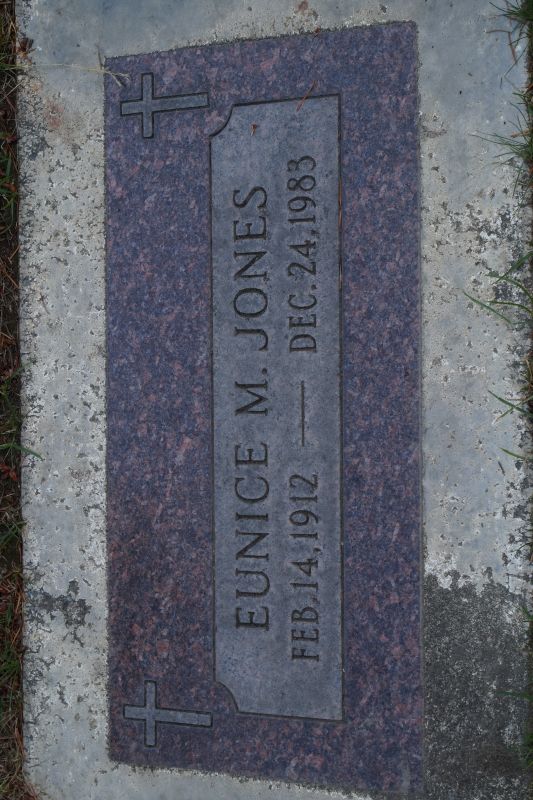 EUNICE M. JONES
FEB.14,1912 — DEC.24,1983